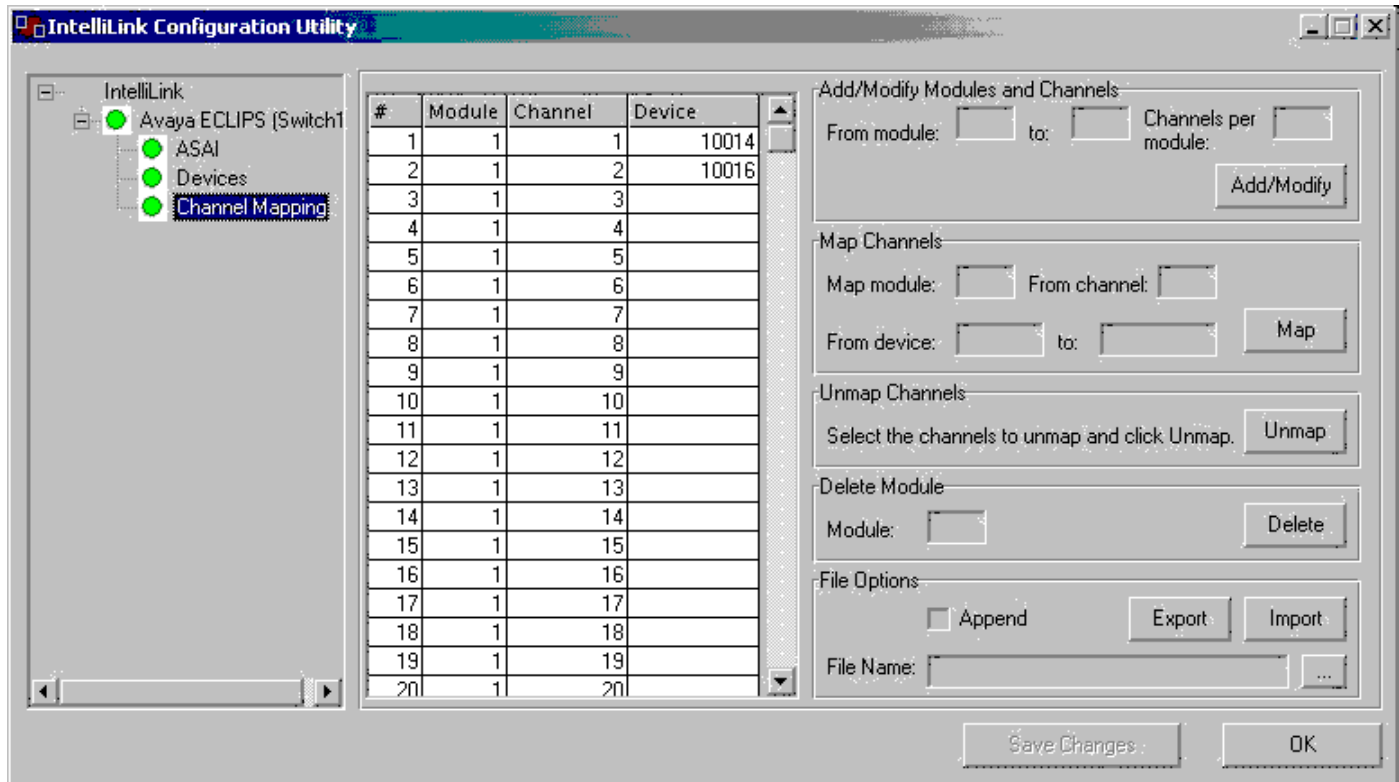 IntelliLink Configuration Utility
IntelliLink
Avaya ECLIPS (Switch1
ASAI
Devices
Channel Mapping
# Module Channel Device
1 1 1 10014
2 1 2 10016
3 1 3
4 1 4
5 1 5
6 1 6
7 1 7
8 1 8
9 1 9
10 1 10
11 1 11
12 1 12
13 1 13
14 1 14
15 1 15
16 1 16
17 1 17
18 1 18
19 1 19
20 1 20
Add/Modify Modules and Channels
From module: to: Channels per
module:
Add/Modify
Map Channels
Map module: From channel:
From device: to: Map
Unmap Channels
Select the channels to unmap and click Unmap. Unmap
Delete Module
Module: Delete
File Options
Append Export Import
File Name: ...
Save Changes OK